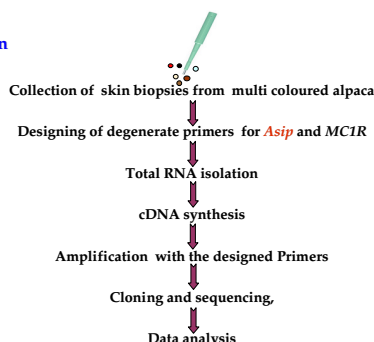 n
Collection of skin biopsies from multi coloured alpaca
Designing of degenerate primers for Asip and MC1R
Total RNA isolation
cDNA synthesis
Amplification with the designed Primers
Cloning and sequencing,
Data analysis